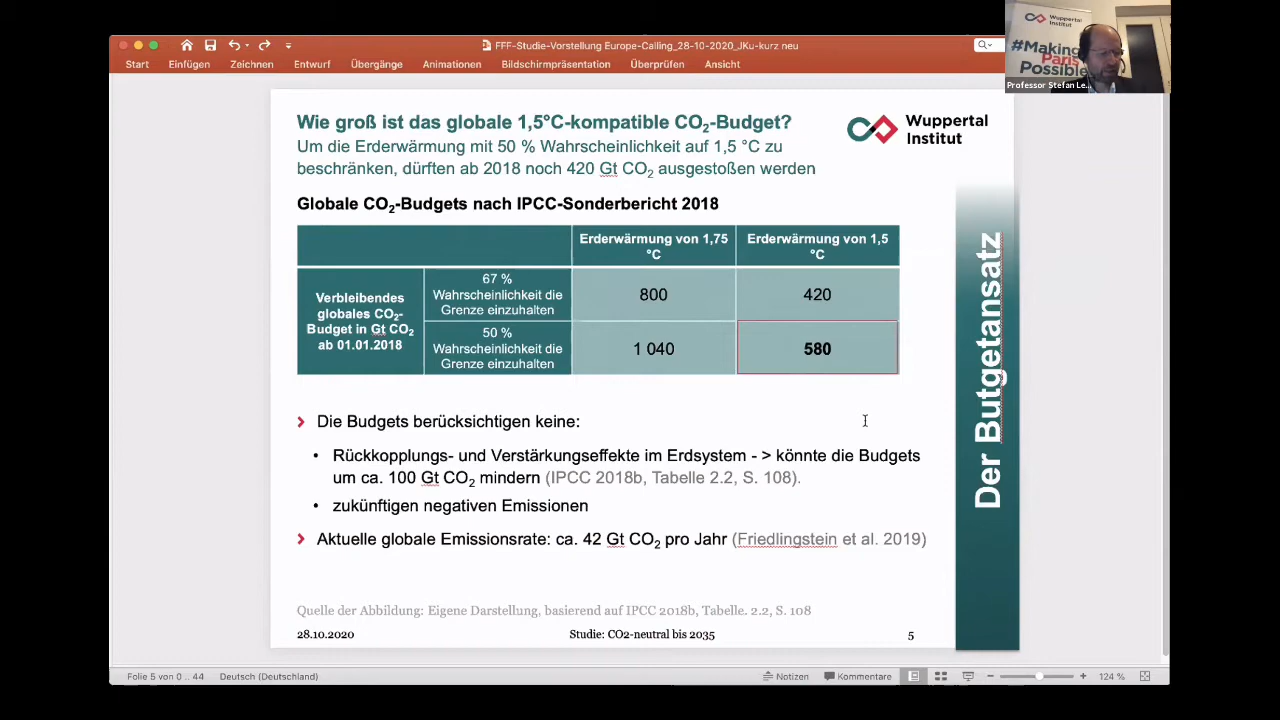 Wuppertal
Institut
#Making
Paris
Possible
Professor Stefan Le...
FFF-Studie-Vorstellung Europe-Calling_28-10-2020_JKu-kurz neu
Start Einfügen Zeichnen Entwurf Übergänge Animationen Bildschirmpräsentation Überprüfen Ansicht
Wie groß ist das globale 1,5°C-kompatible CO₂-Budget?
Um die Erderwärmung mit 50 % Wahrscheinlichkeit auf 1,5 °C zu
beschränken, dürften ab 2018 noch 420 Gt CO₂ ausgestoßen werden
Wuppertal
Institut
Globale CO₂-Budgets nach IPCC-Sonderbericht 2018
Erderwärmung von 1,75
°C
Erderwärmung von 1,5
°C
Verbleibendes
globales CO₂-
Budget in Gt CO₂
ab 01.01.2018
67 %
Wahrscheinlichkeit die
Grenze einzuhalten
800
420
50 %
Wahrscheinlichkeit die
Grenze einzuhalten
1 040
580
Der Butgetansatz
› Die Budgets berücksichtigen keine:
• Rückkopplungs- und Verstärkungseffekte im Erdsystem - > könnte die Budgets
um ca. 100 Gt CO₂ mindern (IPCC 2018b, Tabelle 2.2, S. 108).
• zukünftigen negativen Emissionen
› Aktuelle globale Emissionsrate: ca. 42 Gt CO₂ pro Jahr (Friedlingstein et al. 2019)
Quelle der Abbildung: Eigene Darstellung, basierend auf IPCC 2018b, Tabelle. 2.2, S. 108
28.10.2020 Studie: CO2-neutral bis 2035 5
Folie 5 von 0 .. 44 Deutsch (Deutschland) Notizen Kommentare 124 %